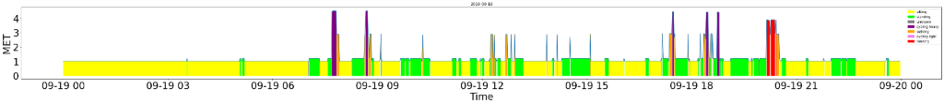 2020-09-19
MET
4
3
2
1
0
sitting
standing
unknown
cycling heavy
walking
cycling light
running
09-19 00 09-19 03 09-19 06 09-19 09 09-19 12 09-19 15 09-19 18 09-19 21 09-20 00
Time